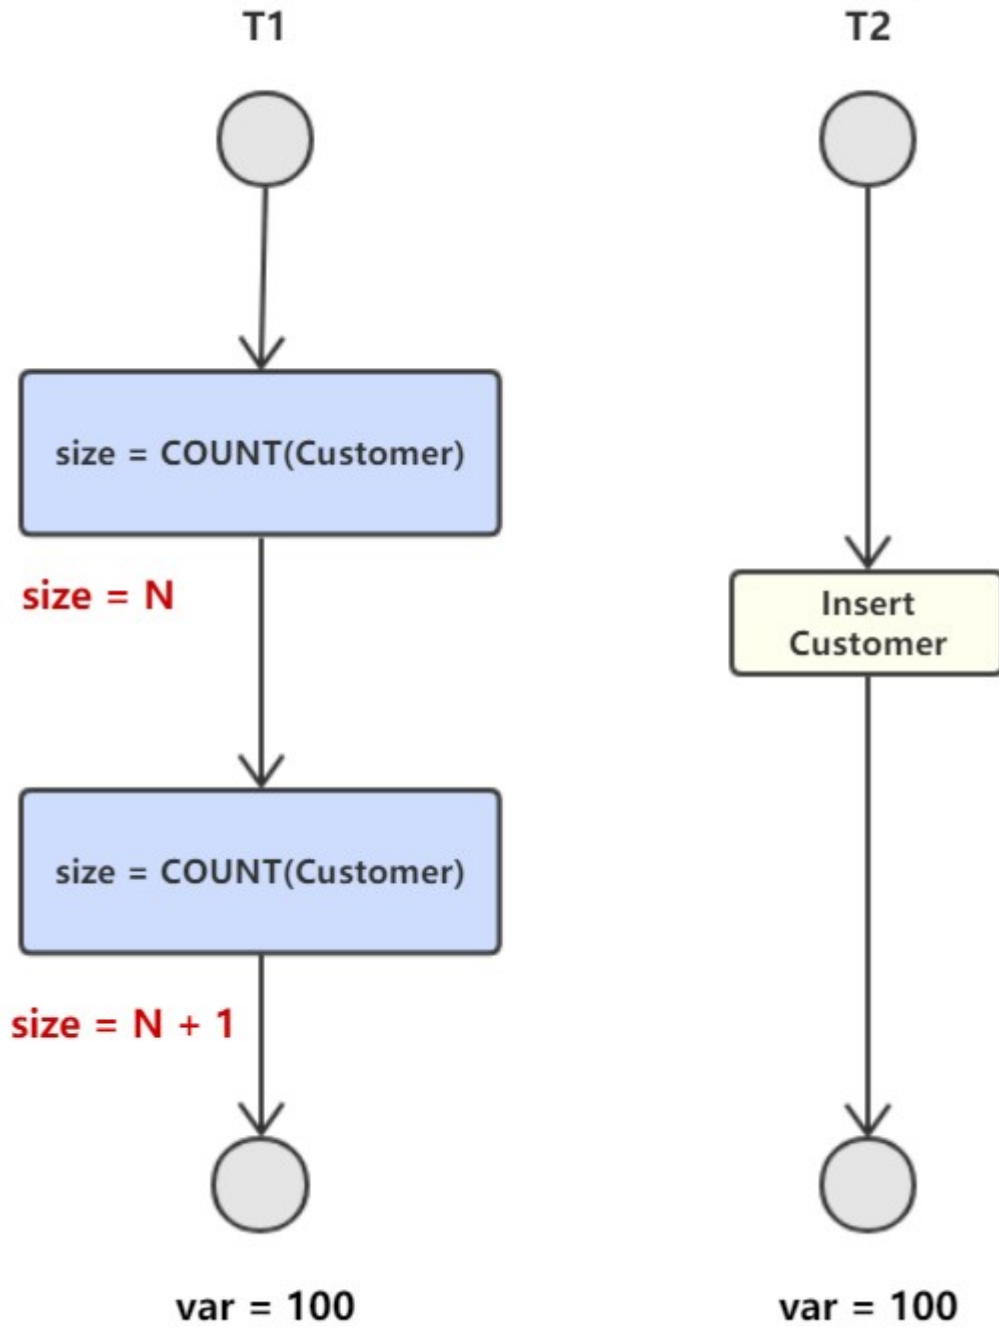 T1
T2
size = COUNT(Customer)
size = N
Insert
Customer
size = COUNT(Customer)
size = N + 1
var = 100
var = 100